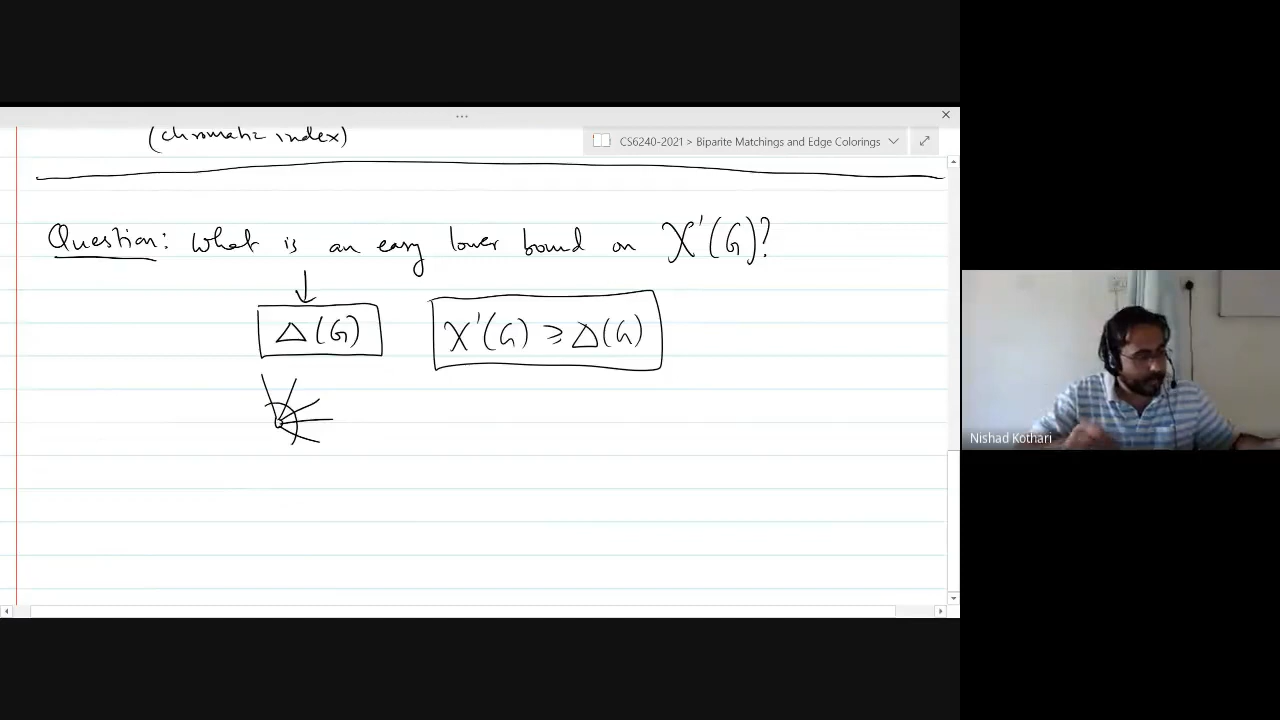 (chromatic index)
CS6240-2021 > Biparite Matchings and Edge Colorings
Question: What is an easy lower bound on χ'(G)?
Δ(G) χ'(G) ≥ Δ(G)
Nishad Kothari